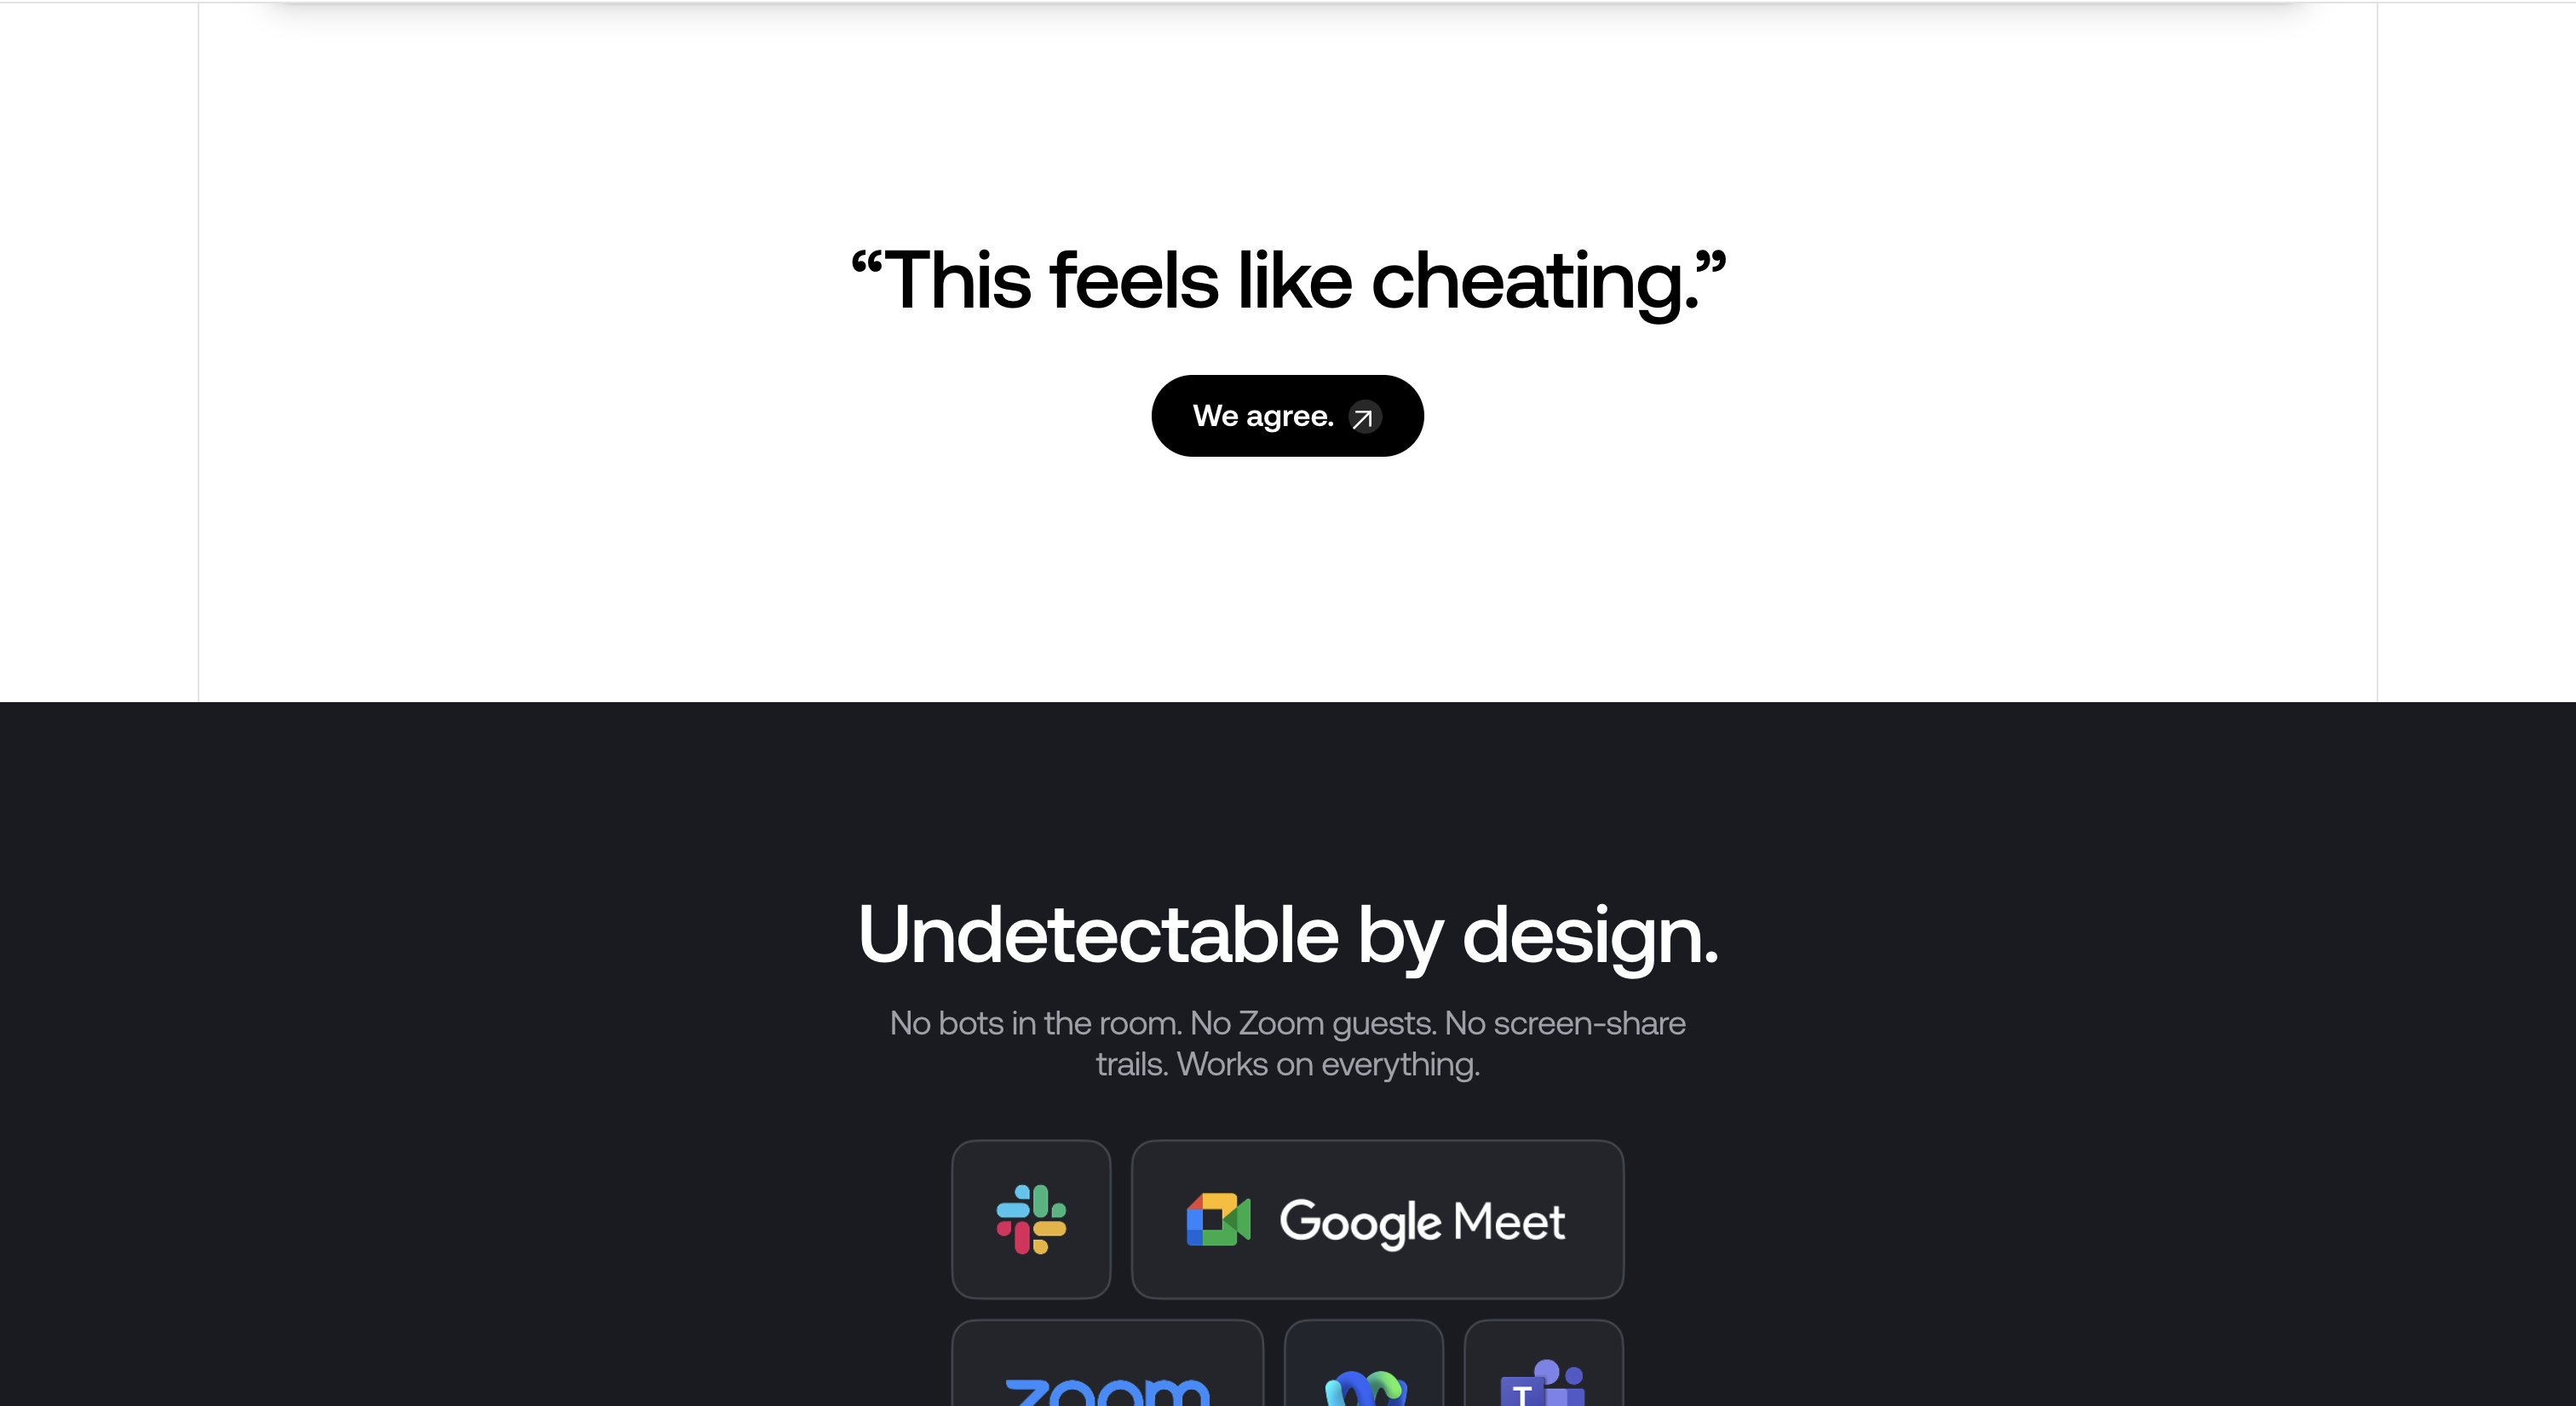 “This feels like cheating.”
We agree.
Undetectable by design.
No bots in the room. No Zoom guests. No screen-share
trails. Works on everything.
Google Meet
zoom
T